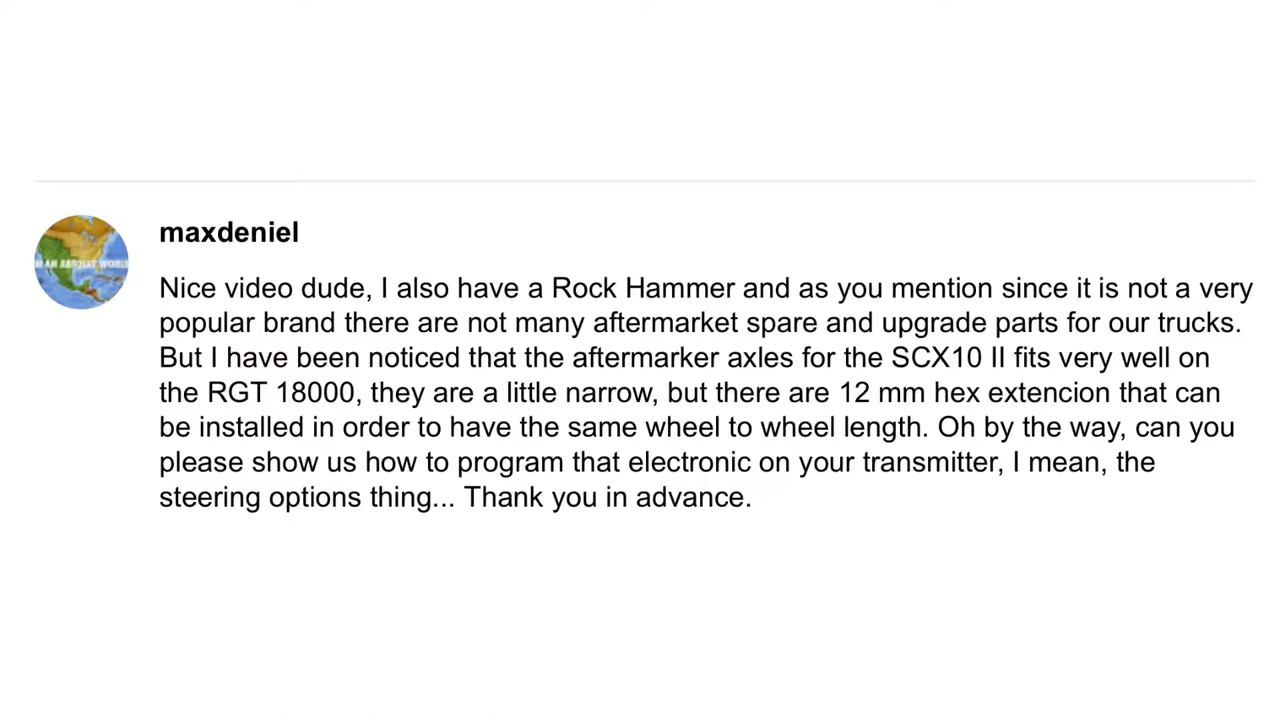 maxdeniel
Nice video dude, I also have a Rock Hammer and as you mention since it is not a very
popular brand there are not many aftermarket spare and upgrade parts for our trucks.
But I have been noticed that the aftermarker axles for the SCX10 II fits very well on
the RGT 18000, they are a little narrow, but there are 12 mm hex extencion that can
be installed in order to have the same wheel to wheel length. Oh by the way, can you
please show us how to program that electronic on your transmitter, I mean, the
steering options thing... Thank you in advance.